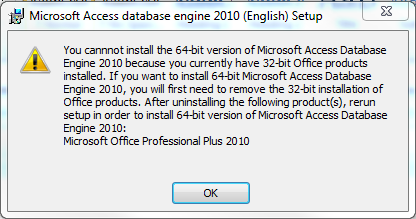 Microsoft Access database engine 2010 (English) Setup
You cannnot install the 64-bit version of Microsoft Access Database
Engine 2010 because you currently have 32-bit Office products
installed. If you want to install 64-bit Microsoft Access Database
Engine 2010, you will first need to remove the 32-bit installation of
Office products. After uninstalling the following product(s), rerun
setup in order to install 64-bit version of Microsoft Access Database
Engine 2010:
Microsoft Office Professional Plus 2010
OK